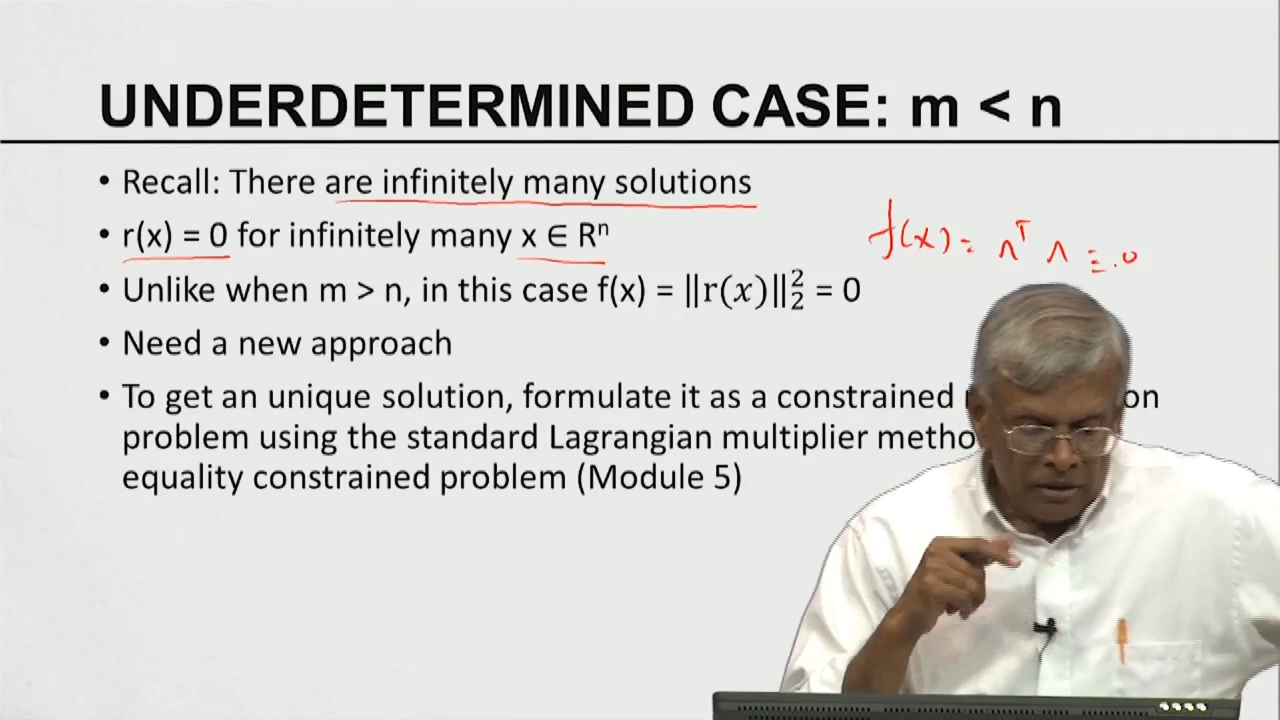 UNDERDETERMINED CASE: m < n
• Recall: There are infinitely many solutions
• r(x) = 0 for infinitely many x ∈ Rⁿ
f(x) = r^T r ≡ 0
• Unlike when m > n, in this case f(x) = ‖r(x)‖₂² = 0
• Need a new approach
• To get an unique solution, formulate it as a constrained
problem using the standard Lagrangian multiplier
equality constrained problem (Module 5)